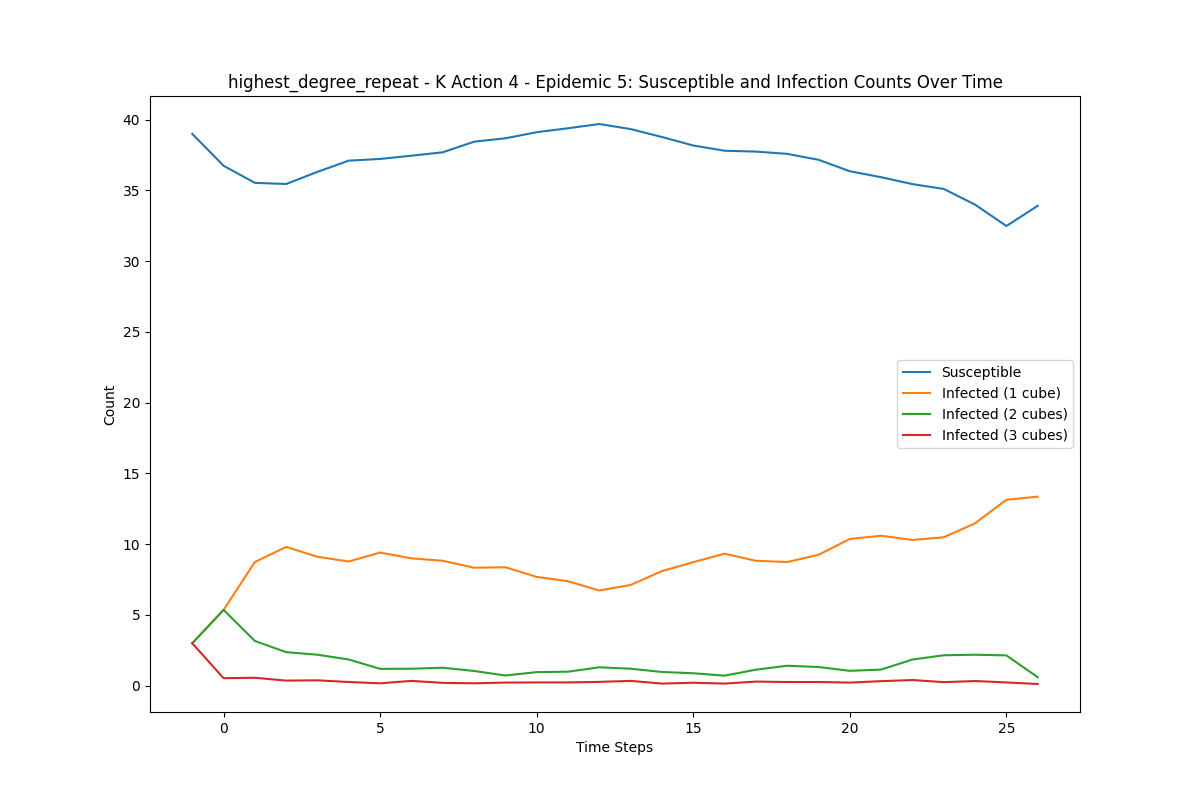 highest_degree_repeat - K Action 4 - Epidemic 5: Susceptible and Infection Counts Over Time
40
35
30
25
20
15
10
5
0
Count
Susceptible
Infected (1 cube)
Infected (2 cubes)
Infected (3 cubes)
0 5 10 15 20 25
Time Steps